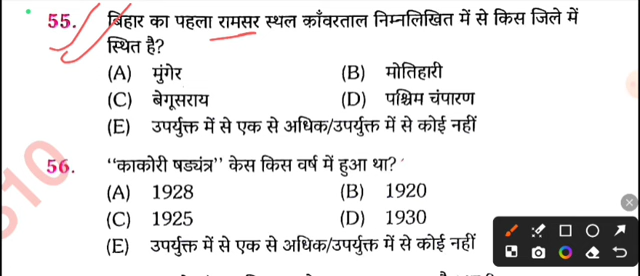 55. बिहार का पहला रामसर स्थल काँवरताल निम्नलिखित में से किस जिले में
स्थित है?
(A) मुंगेर (B) मोतिहारी
(C) बेगूसराय (D) पश्चिम चंपारण
(E) उपर्युक्त में से एक से अधिक/उपर्युक्त में से कोई नहीं
56. ‘‘काकोरी षड्यंत्र’’ केस किस वर्ष में हुआ था?
(A) 1928 (B) 1920
(C) 1925 (D) 1930
(E) उपर्युक्त में से एक से अधिक/उपर्युक्त में से कोई नहीं